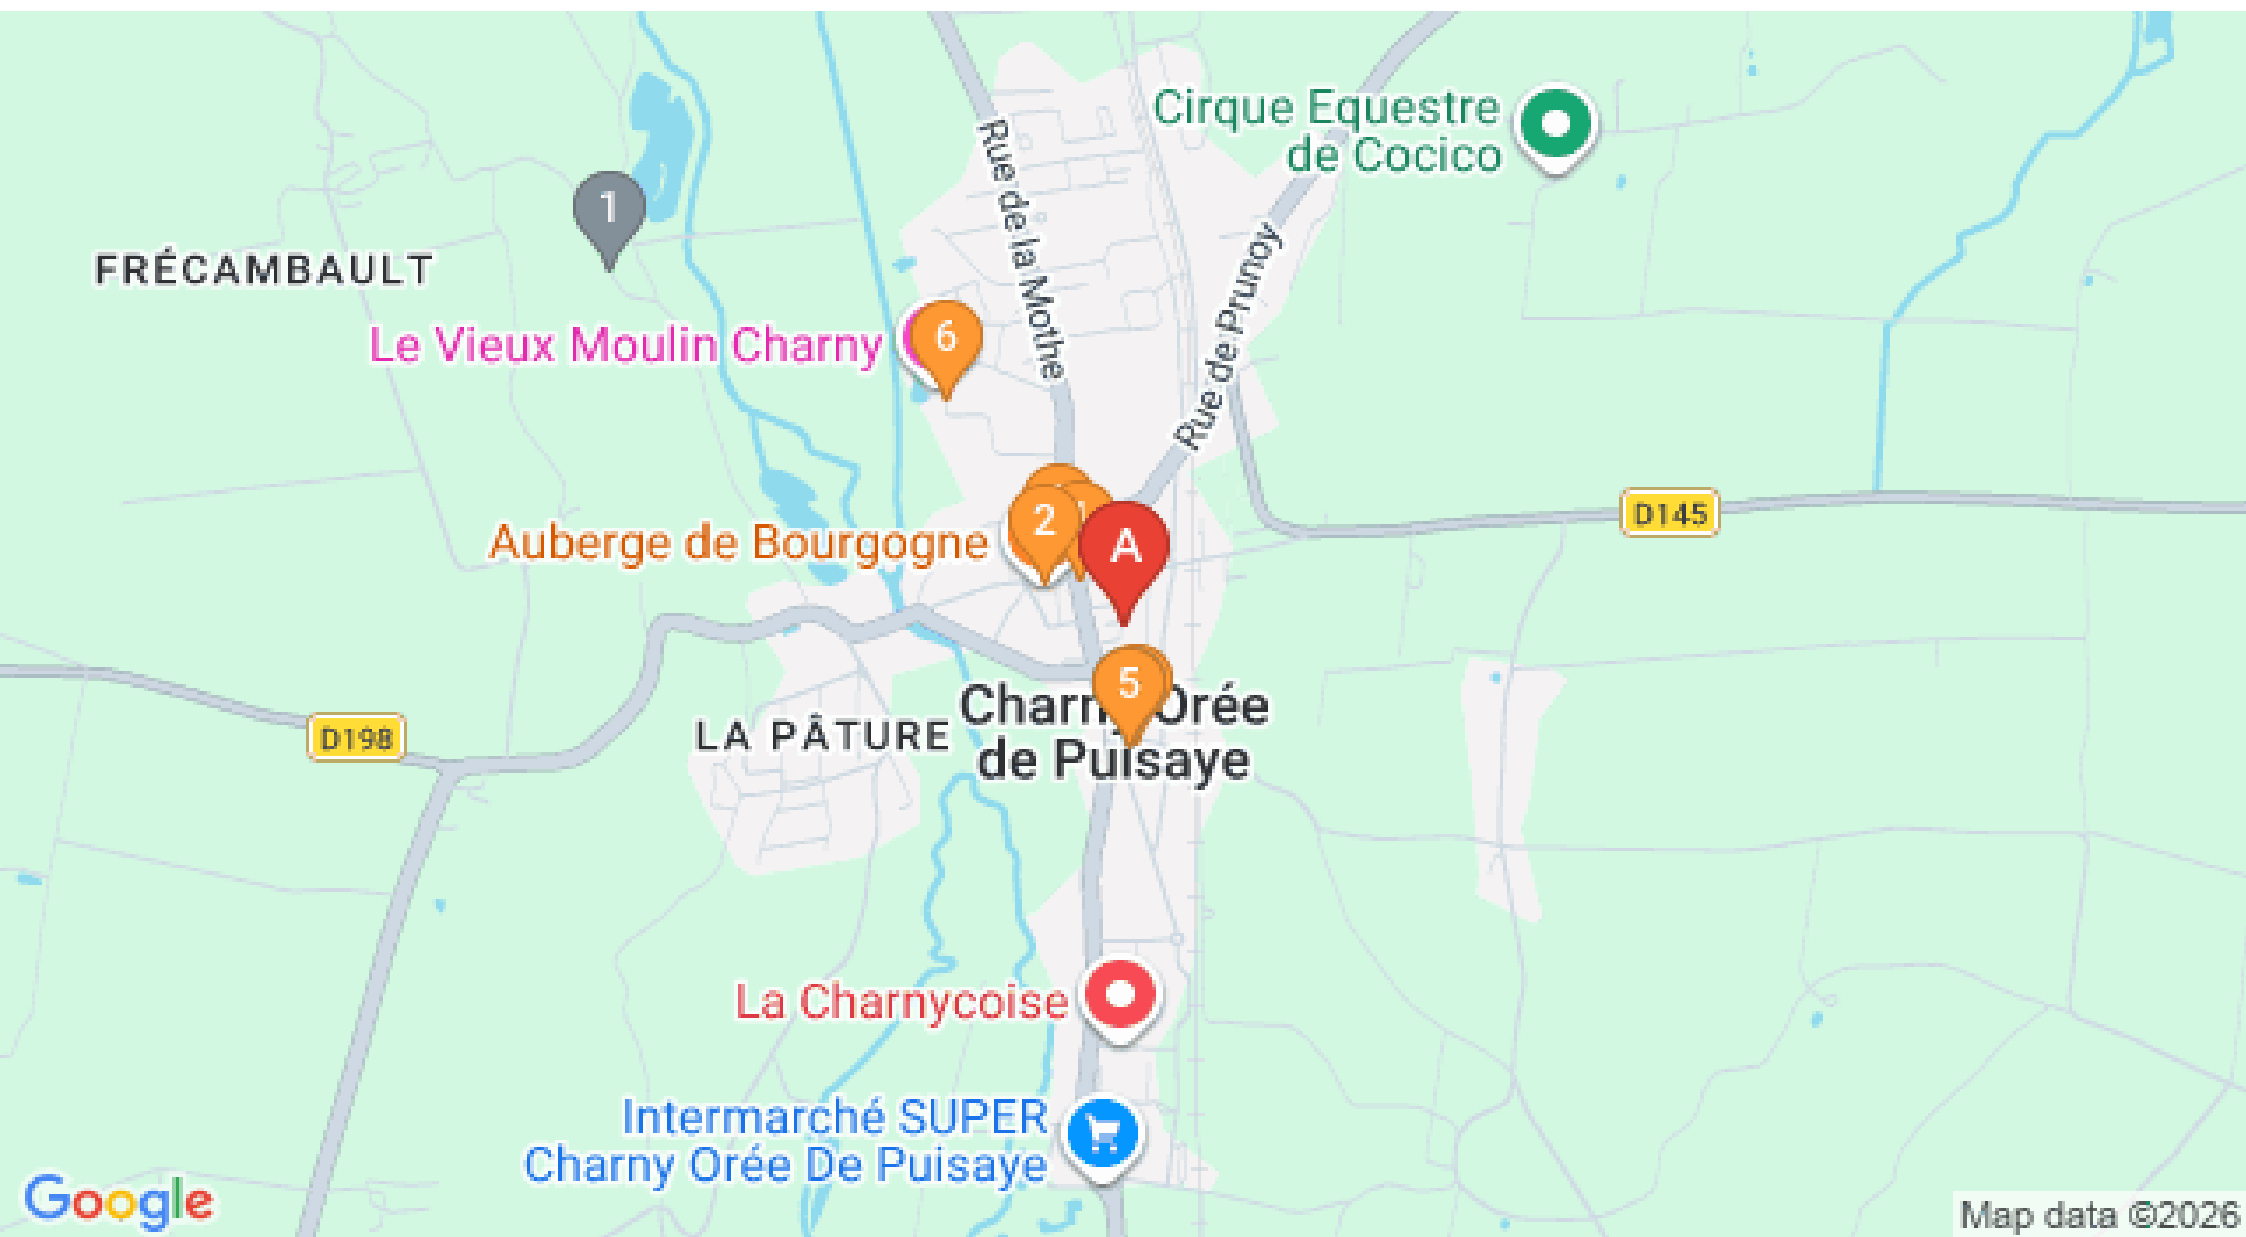 Cirque Equestre
de Cocico
Rue de la Mothe
1
Rue de Prunoy
FRÉCAMBAULT
Le Vieux Moulin Charny
6
D145
2
A
Auberge de Bourgogne
5
Charny Orée
de Puisaye
LA PÂTURE
D198
La Charnycoise
Intermarché SUPER
Charny Orée De Puisaye
Google
Map data ©2026